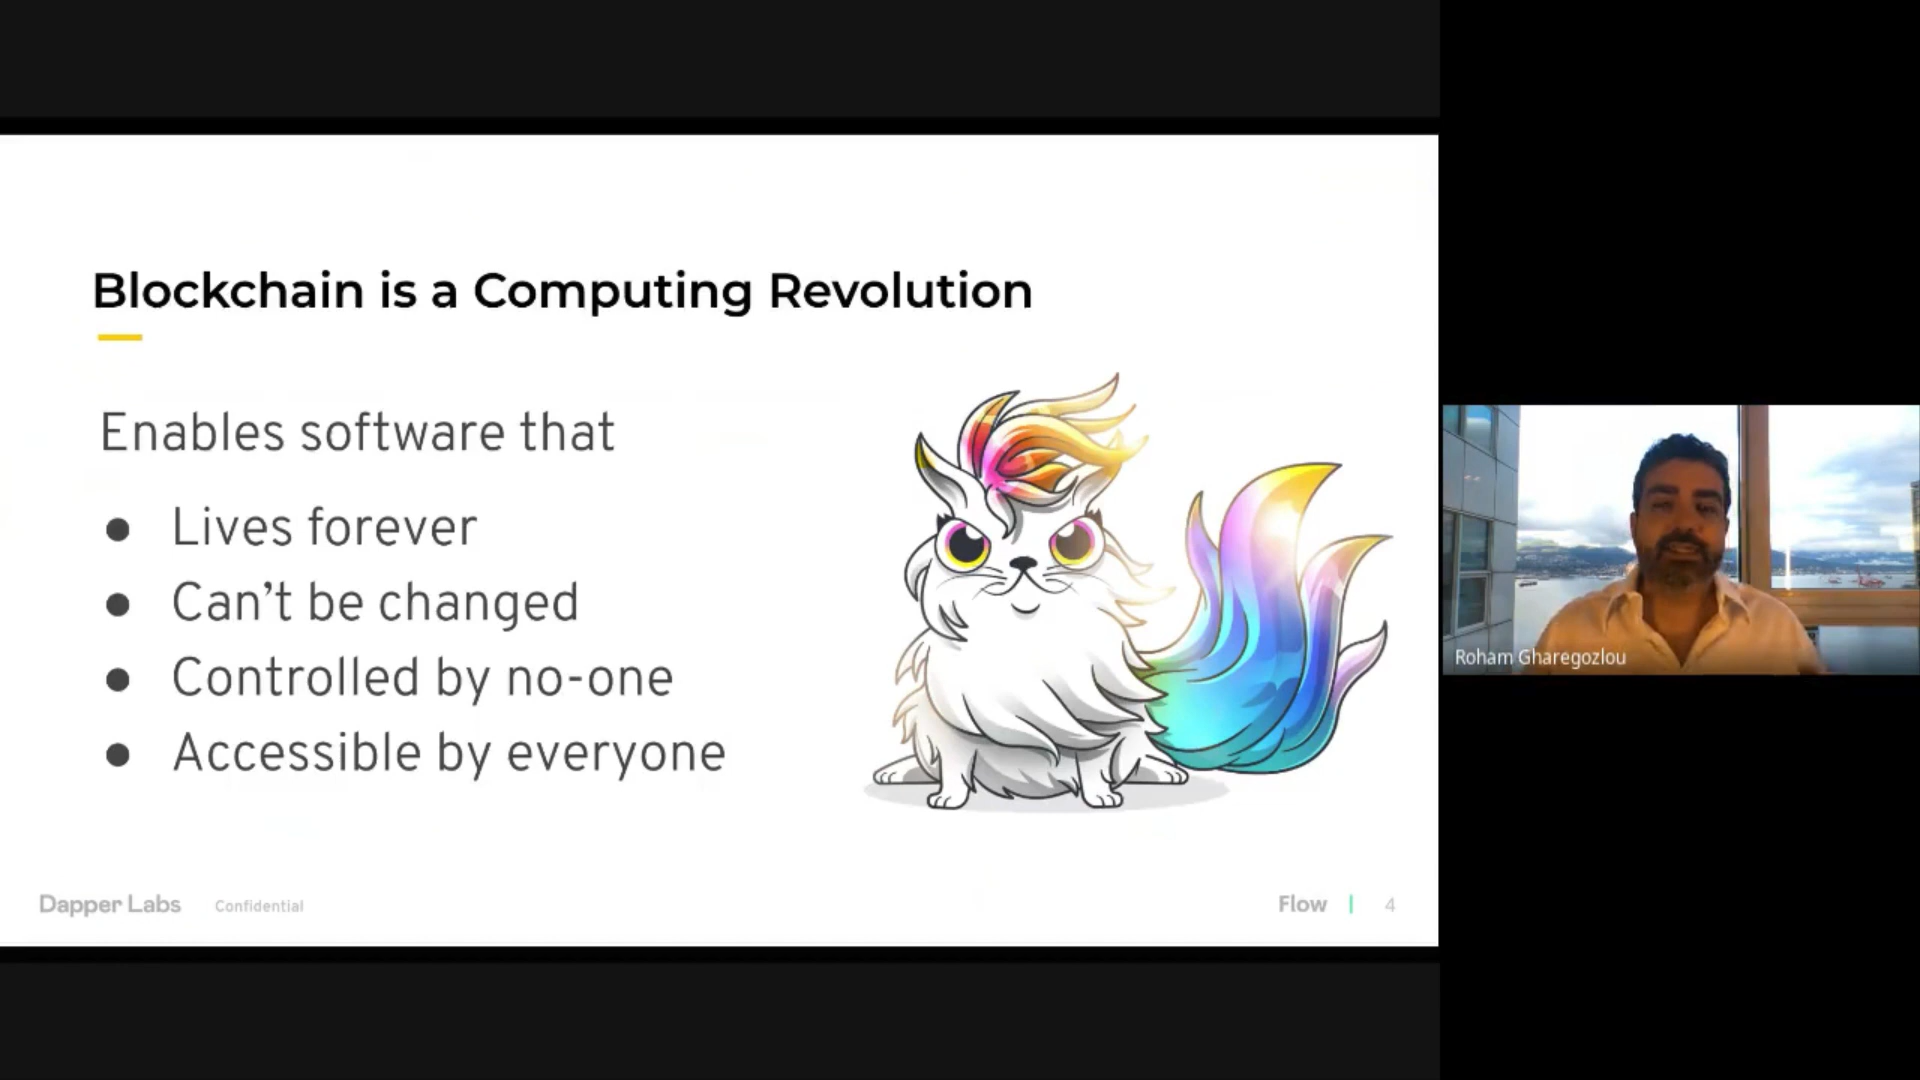 Blockchain is a Computing Revolution
Enables software that
● Lives forever
● Can’t be changed
● Controlled by no-one
● Accessible by everyone
Dapper Labs Confidential
Flow | 4
Roham Gharegozlou